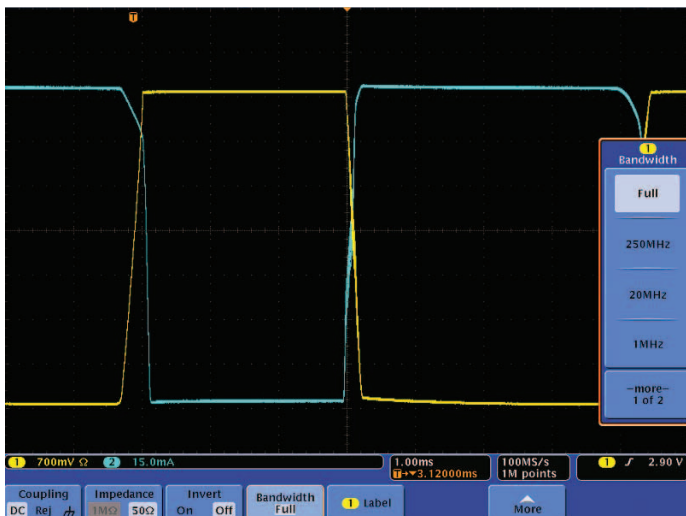 T
1
Bandwidth
Full
250MHz
20MHz
1MHz
–more–
1 of 2
1 700mV Ω 2 15.0mA
1.00ms
T→▼3.12000ms
100MS/s
1M points
1 ∫ 2.90 V
Coupling
DC Rej
Impedance
1MΩ 50Ω
Invert
On Off
Bandwidth
Full
1 Label
More